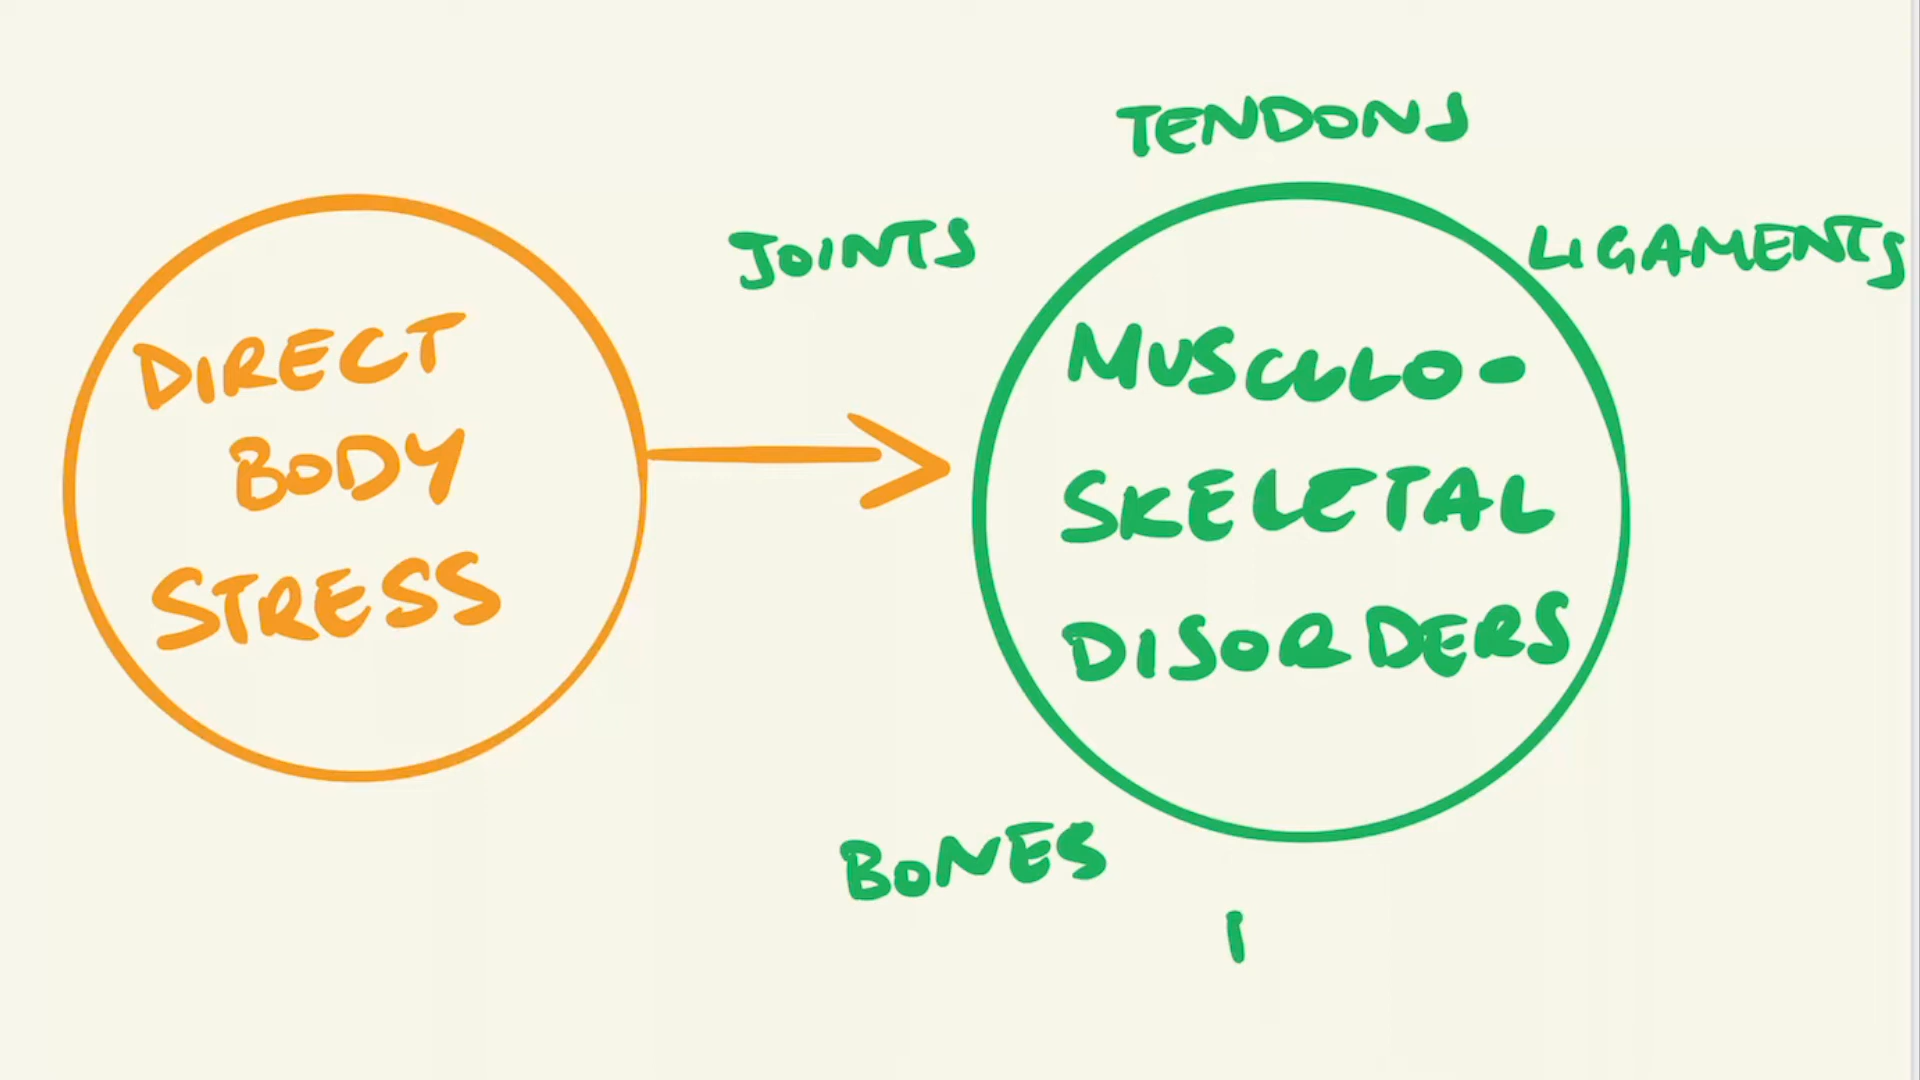 DIRECT
BODY
STRESS
JOINTS
TENDONS
LIGAMENTS
MUSCULO-
SKELETAL
DISORDERS
BONES